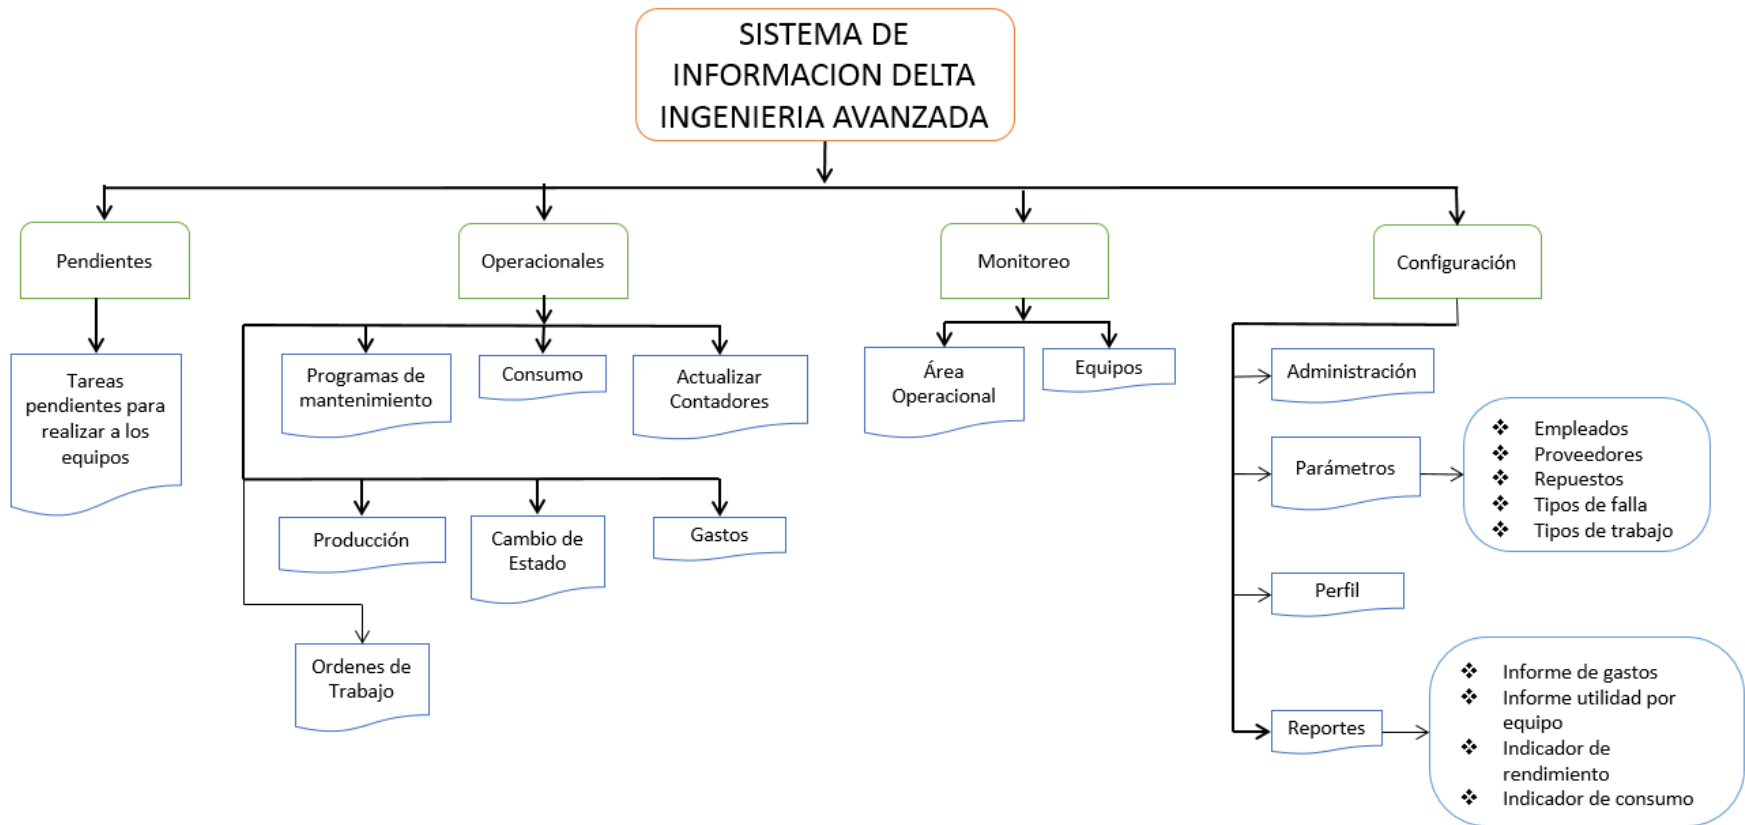 SISTEMA DE
INFORMACION DELTA
INGENIERIA AVANZADA
Pendientes
Operacionales
Monitoreo
Configuración
Tareas
pendientes para
realizar a los
equipos
Programas de
mantenimiento
Consumo
Actualizar
Contadores
Producción
Cambio de
Estado
Gastos
Ordenes de
Trabajo
Área
Operacional
Equipos
Administración
Parámetros
❖ Empleados
❖ Proveedores
❖ Repuestos
❖ Tipos de falla
❖ Tipos de trabajo
Perfil
Reportes
❖ Informe de gastos
❖ Informe utilidad por
equipo
❖ Indicador de
rendimiento
❖ Indicador de consumo